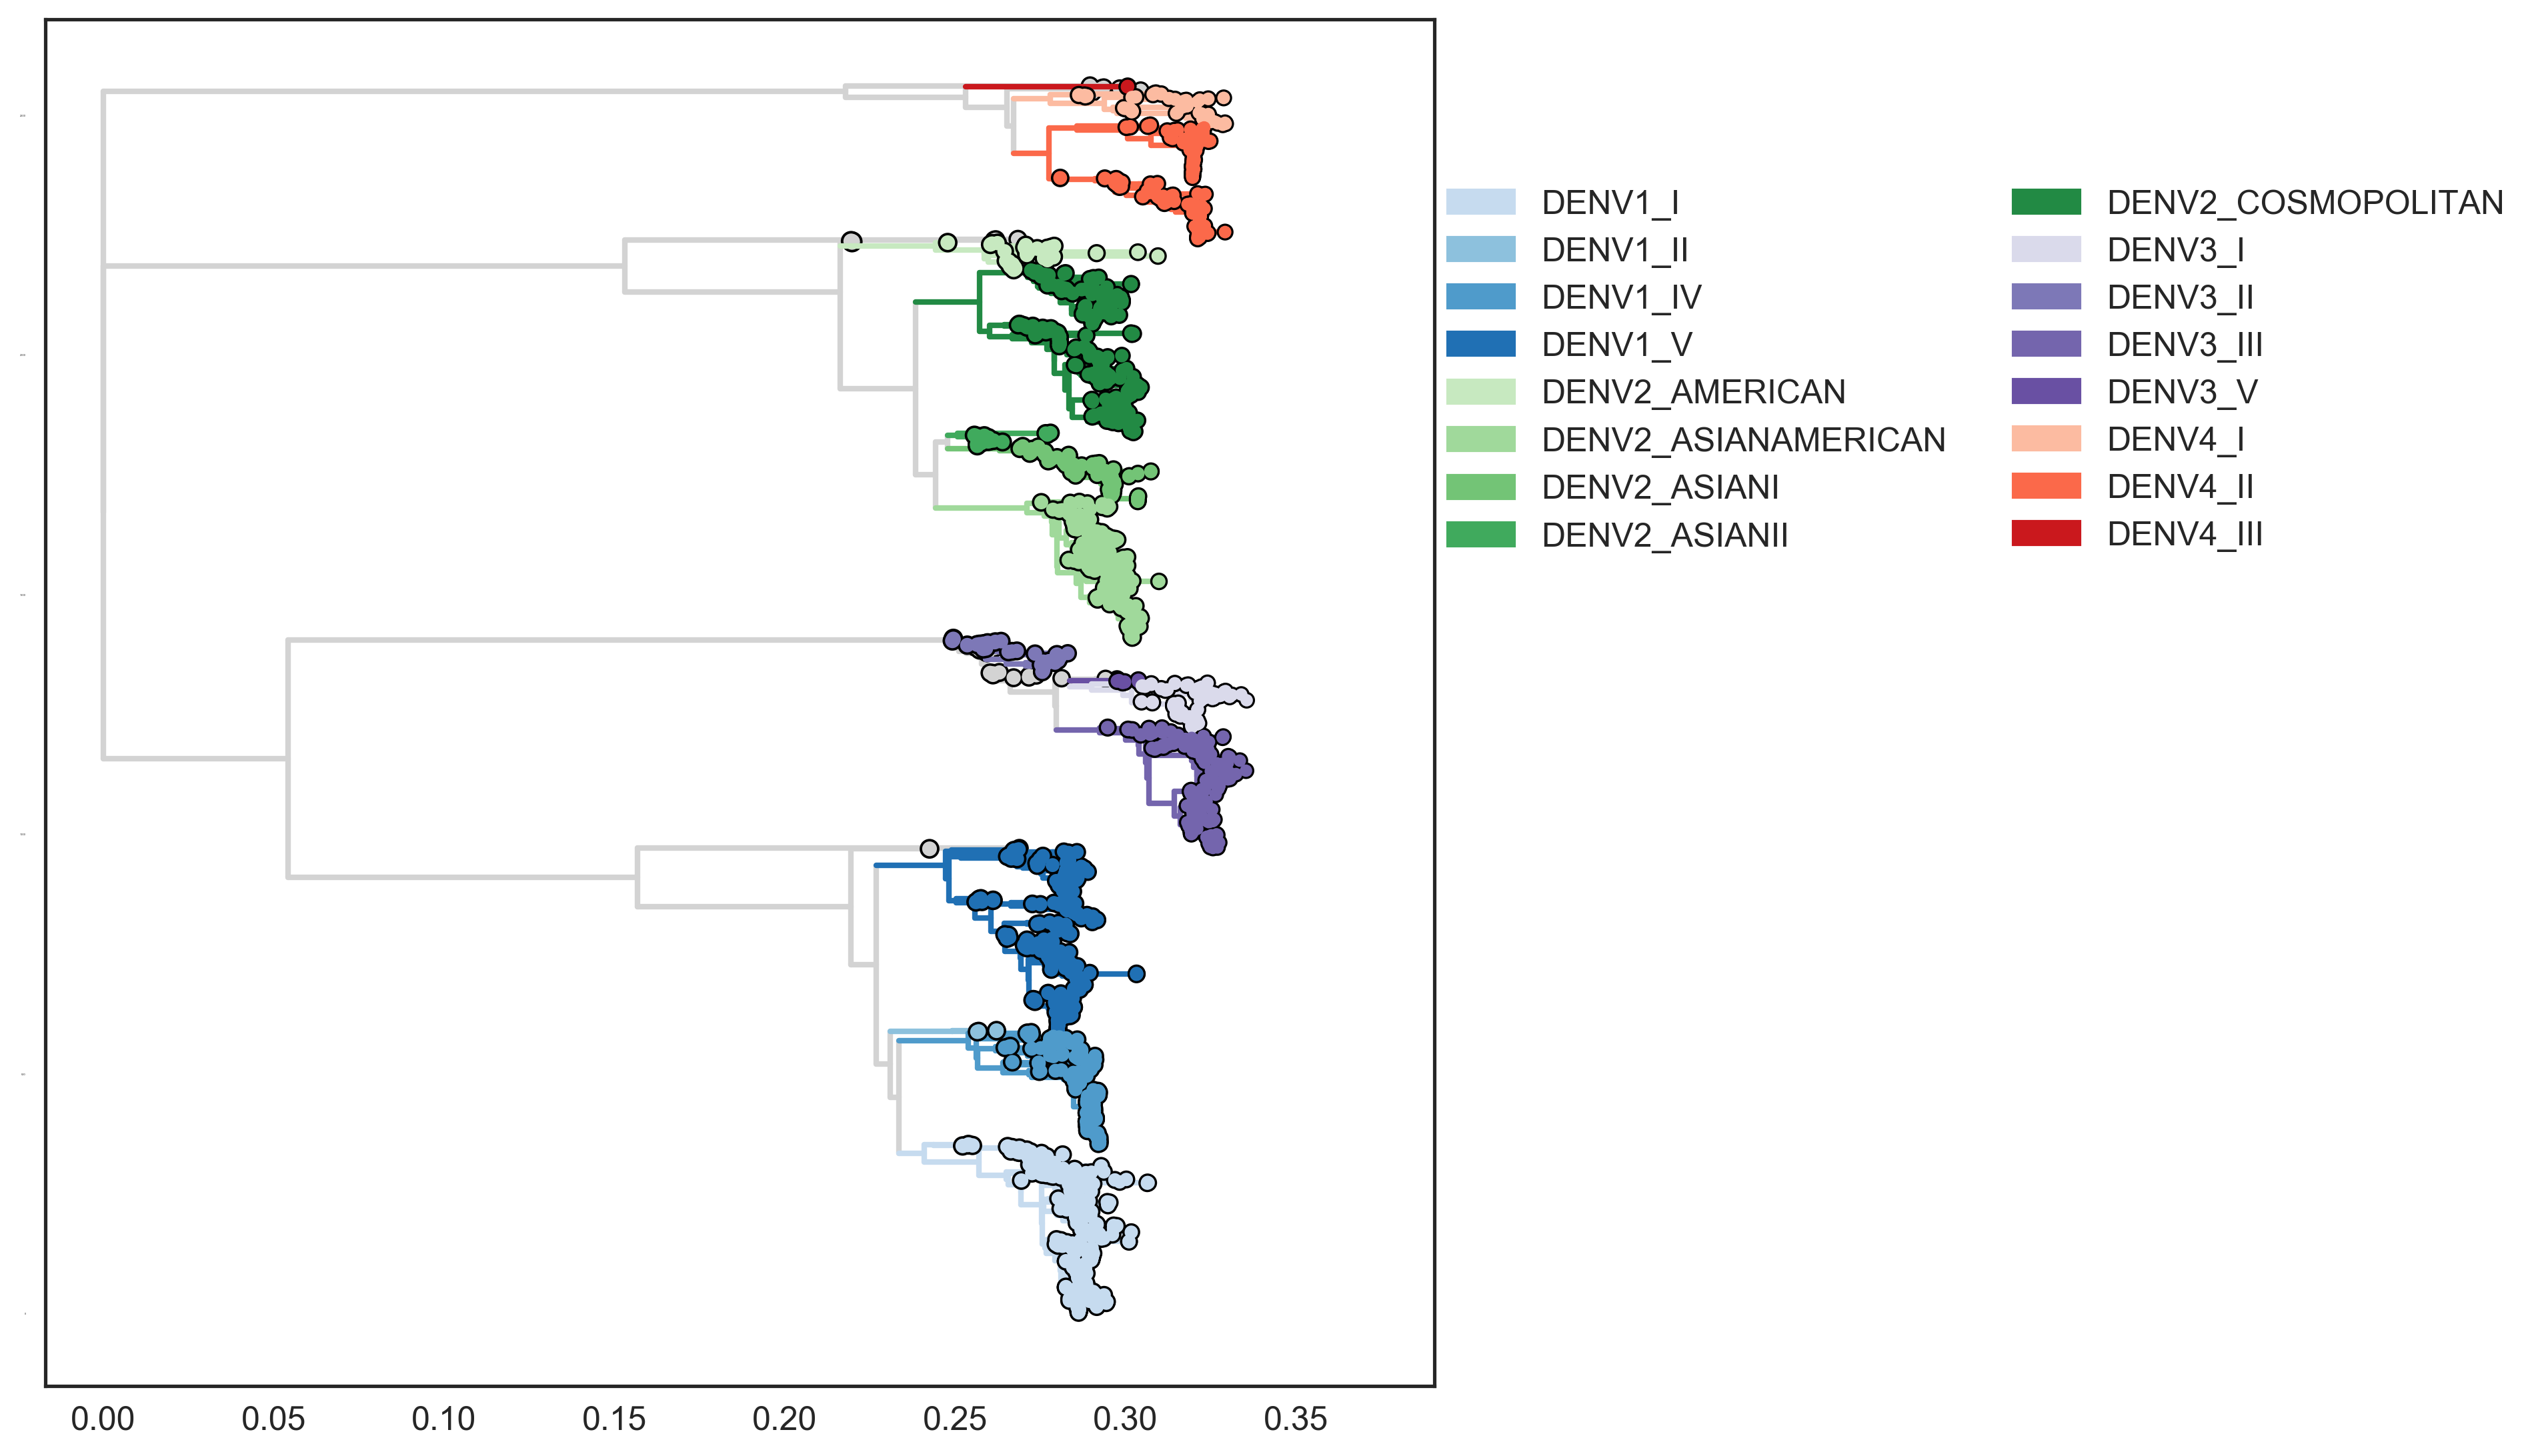 DENV1_I
DENV1_II
DENV1_IV
DENV1_V
DENV2_AMERICAN
DENV2_ASIANAMERICAN
DENV2_ASIANI
DENV2_ASIANII
DENV2_COSMOPOLITAN
DENV3_I
DENV3_II
DENV3_III
DENV3_V
DENV4_I
DENV4_II
DENV4_III
0.00 0.05 0.10 0.15 0.20 0.25 0.30 0.35